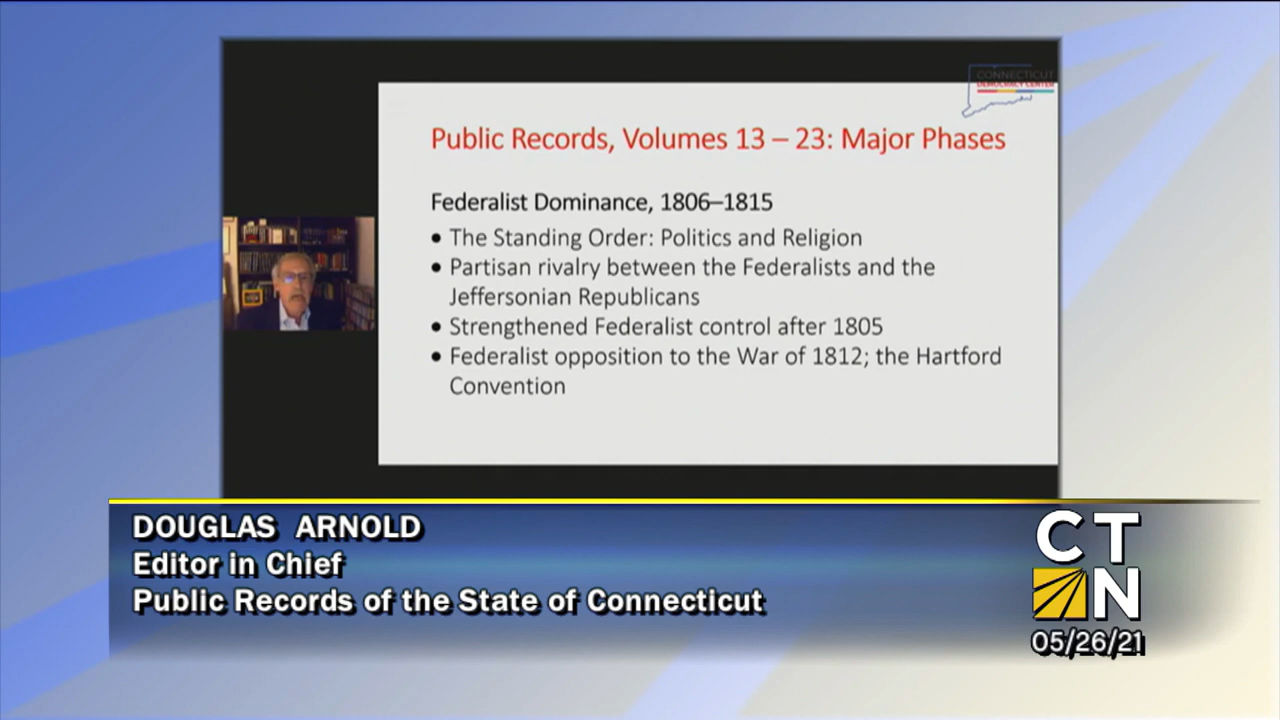 CONNECTICUT
DEMOCRACY CENTER
Public Records, Volumes 13 – 23: Major Phases
Federalist Dominance, 1806–1815
• The Standing Order: Politics and Religion
• Partisan rivalry between the Federalists and the
Jeffersonian Republicans
• Strengthened Federalist control after 1805
• Federalist opposition to the War of 1812; the Hartford
Convention
DOUGLAS ARNOLD
Editor in Chief
Public Records of the State of Connecticut
CT
N
05/26/21